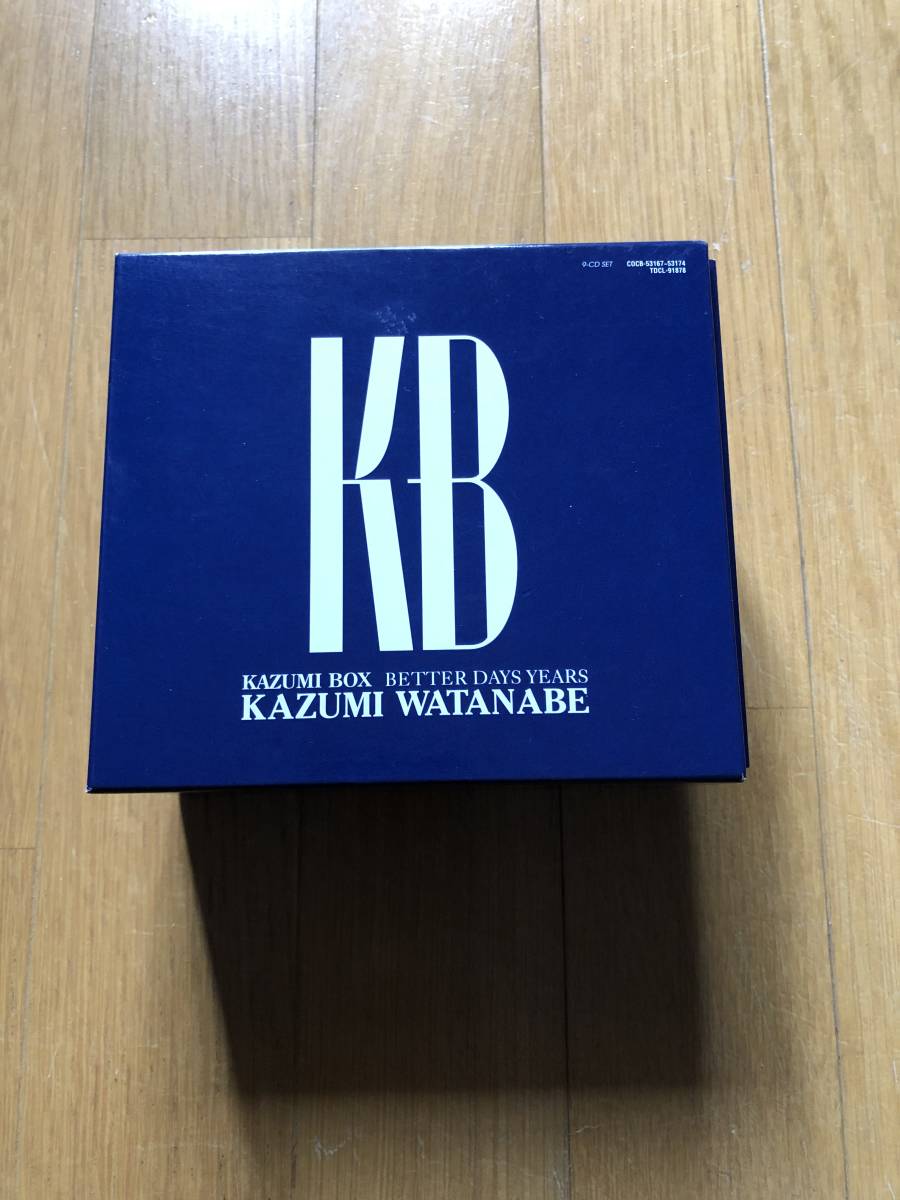 9-CD SET COCB-53167~53174
TDCL-91878
KB
KAZUMI BOX BETTER DAYS YEARS
KAZUMI WATANABE